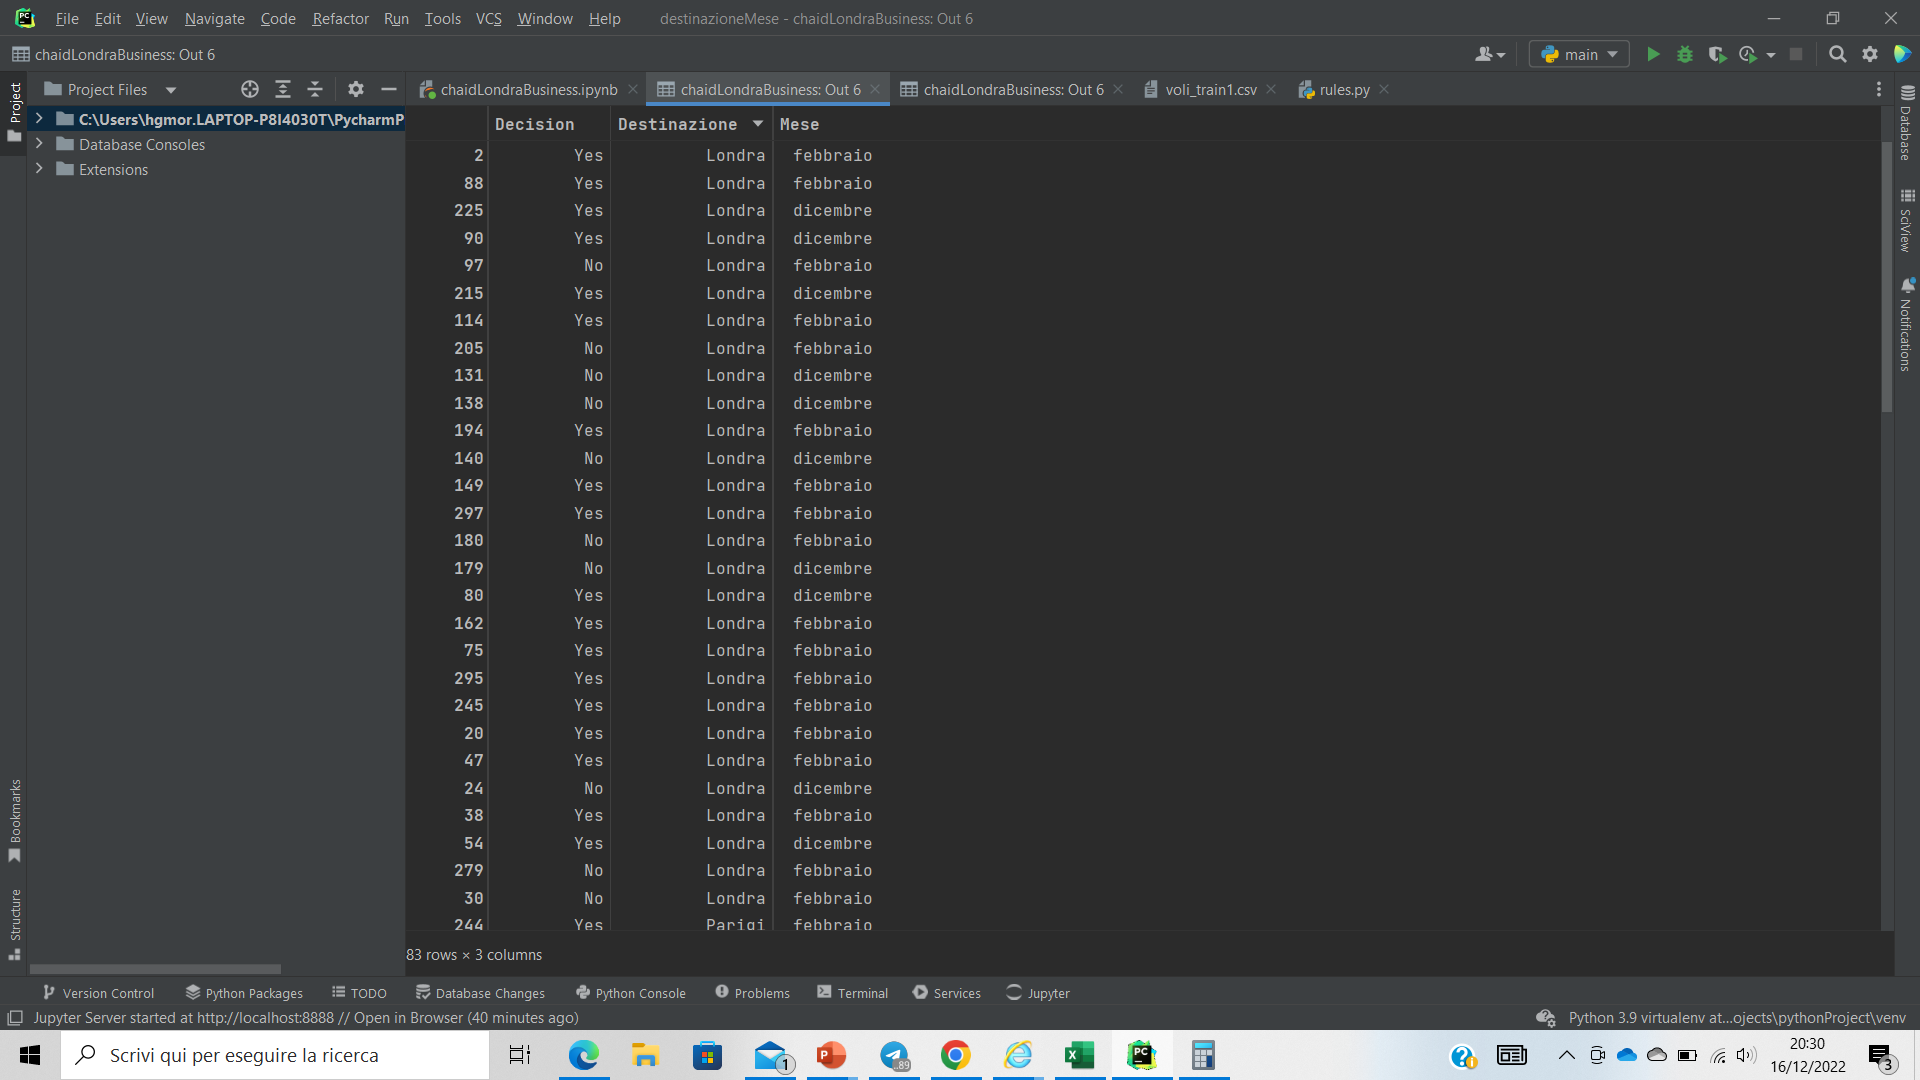 File Edit View Navigate Code Refactor Run Tools VCS Window Help destinazioneMese - chaidLondraBusiness: Out 6
chaidLondraBusiness: Out 6 main
Project Project Files chaidLondraBusiness.ipynb chaidLondraBusiness: Out 6 chaidLondraBusiness: Out 6 voli_train1.csv rules.py
C:\Users\hgmor.LAPTOP-P8I4030T\PycharmP
Database Consoles
Extensions
Decision Destinazione Mese
2 Yes Londra febbraio
88 Yes Londra febbraio
225 Yes Londra dicembre
90 Yes Londra dicembre
97 No Londra febbraio
215 Yes Londra dicembre
114 Yes Londra febbraio
205 No Londra febbraio
131 No Londra dicembre
138 No Londra dicembre
194 Yes Londra febbraio
140 No Londra dicembre
149 Yes Londra febbraio
297 Yes Londra febbraio
180 No Londra febbraio
179 No Londra dicembre
80 Yes Londra dicembre
162 Yes Londra febbraio
75 Yes Londra febbraio
295 Yes Londra febbraio
245 Yes Londra febbraio
20 Yes Londra febbraio
47 Yes Londra febbraio
24 No Londra dicembre
38 Yes Londra febbraio
54 Yes Londra dicembre
279 No Londra febbraio
30 No Londra febbraio
244 Yes Parigi febbraio
83 rows × 3 columns
Database
SciView
Notifications
Bookmarks
Structure
Version Control Python Packages TODO Database Changes Python Console Problems Terminal Services Jupyter
Jupyter Server started at http://localhost:8888 // Open in Browser (40 minutes ago) Python 3.9 virtualenv at...ojects\pythonProject\venv
Scrivi qui per eseguire la ricerca
1
.89
20:30
16/12/2022
3